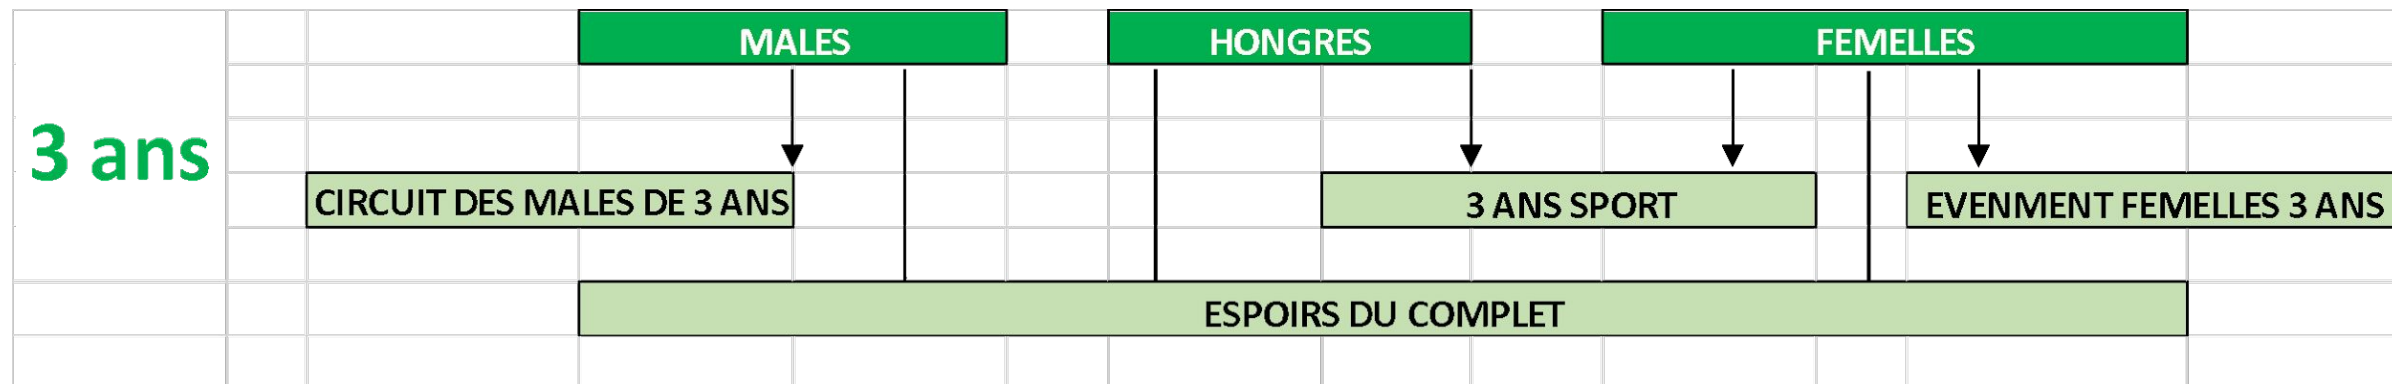 MALES
HONGRES
FEMELLES
3 ans
CIRCUIT DES MALES DE 3 ANS
3 ANS SPORT
EVENMENT FEMELLES 3 ANS
ESPOIRS DU COMPLET